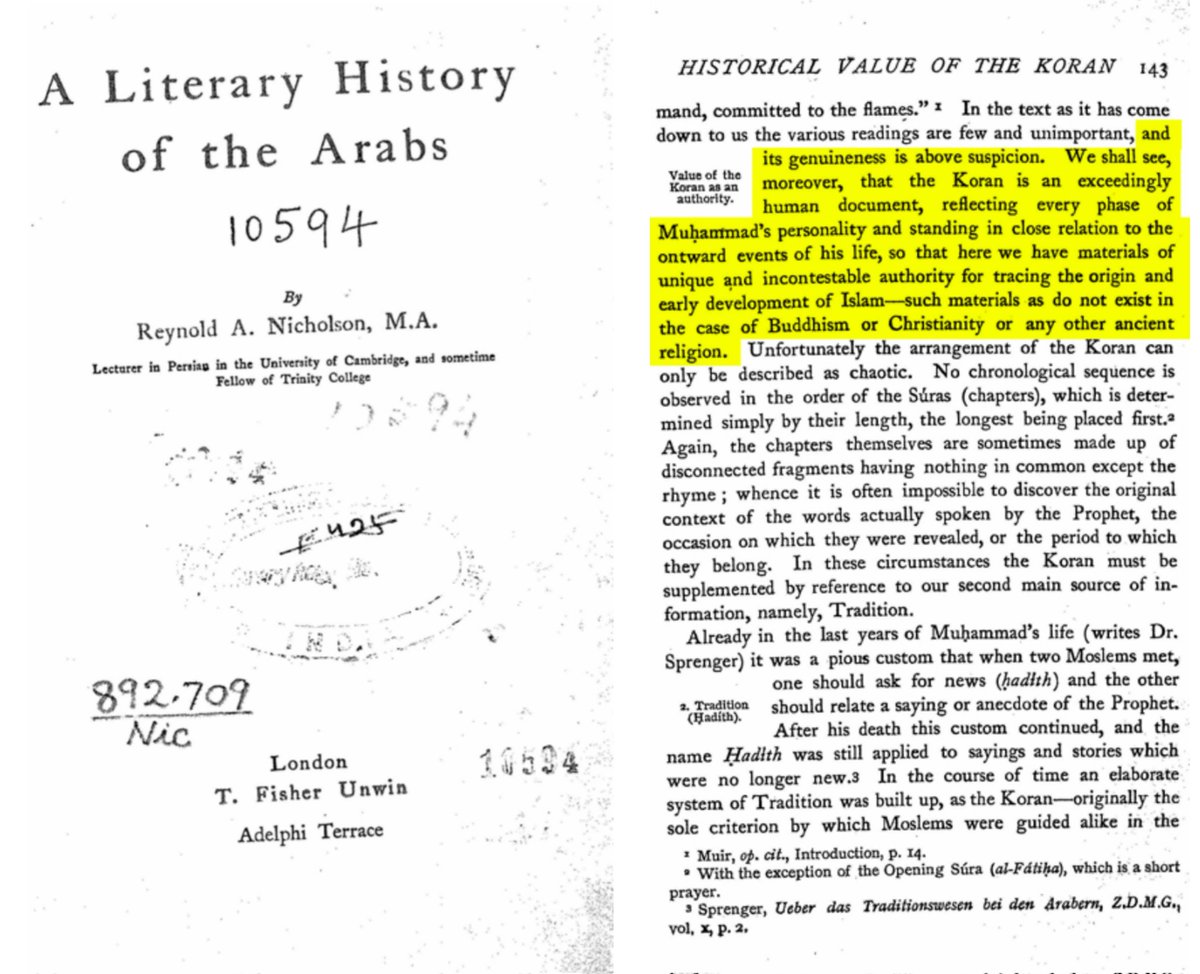 A Literary History
of the Arabs
10594
By
Reynold A. Nicholson, M.A.
Lecturer in Persian in the University of Cambridge, and sometime
Fellow of Trinity College
E425
IND
892.709
Nic
10594
London
T. Fisher Unwin
Adelphi Terrace
HISTORICAL VALUE OF THE KORAN 143
mand, committed to the flames." ¹ In the text as it has come
down to us the various readings are few and unimportant, and
its genuineness is above suspicion. We shall see,
Value of the
Koran as an
authority.
moreover, that the Koran is an exceedingly
human document, reflecting every phase of
Muḥammad's personality and standing in close relation to the
ontward events of his life, so that here we have materials of
unique and incontestable authority for tracing the origin and
early development of Islam—such materials as do not exist in
the case of Buddhism or Christianity or any other ancient
religion. Unfortunately the arrangement of the Koran can
only be described as chaotic. No chronological sequence is
observed in the order of the Súras (chapters), which is deter-
mined simply by their length, the longest being placed first.²
Again, the chapters themselves are sometimes made up of
disconnected fragments having nothing in common except the
rhyme ; whence it is often impossible to discover the original
context of the words actually spoken by the Prophet, the
occasion on which they were revealed, or the period to which
they belong. In these circumstances the Koran must be
supplemented by reference to our second main source of in-
formation, namely, Tradition.
Already in the last years of Muḥammad's life (writes Dr.
Sprenger) it was a pious custom that when two Moslems met,
one should ask for news (ḥadíth) and the other
2. Tradition
(Ḥadíth).
should relate a saying or anecdote of the Prophet.
After his death this custom continued, and the
name Ḥadíth was still applied to sayings and stories which
were no longer new.³ In the course of time an elaborate
system of Tradition was built up, as the Koran—originally the
sole criterion by which Moslems were guided alike in the
¹ Muir, op. cit., Introduction, p. 14.
² With the exception of the Opening Súra (al-Fátiḥa), which is a short
prayer.
³ Sprenger, Ueber das Traditionswesen bei den Arabern, Z.D.M.G.,
vol. x, p. 2.